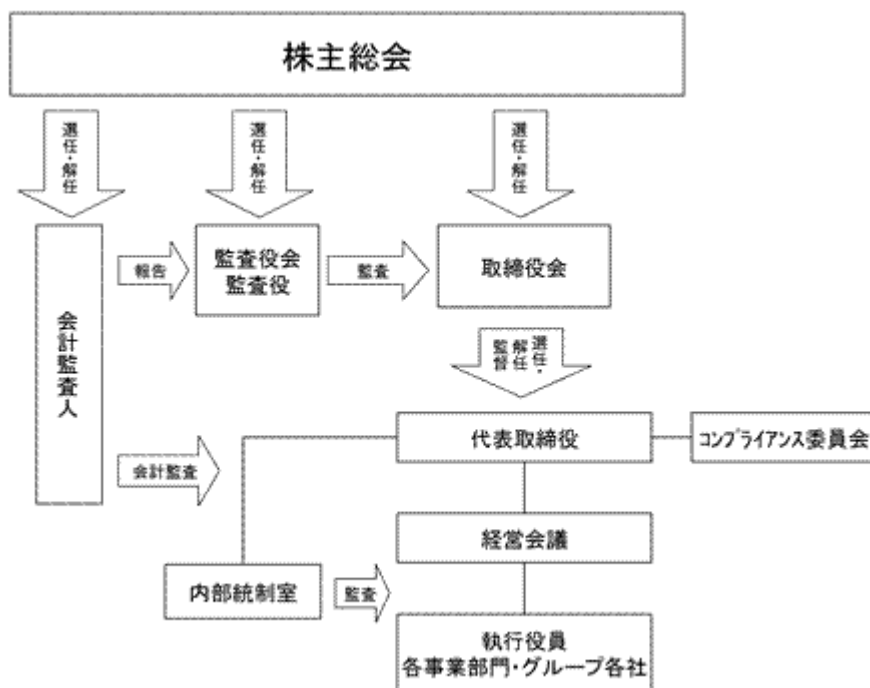 株主総会
選任・解任
選任・解任
選任・解任
会計監査人
報告
監査役会
監査役
監査
取締役会
選任・
解任
監督
代表取締役
コンプライアンス委員会
会計監査
経営会議
内部統制室
監査
執行役員
各事業部門・グループ各社